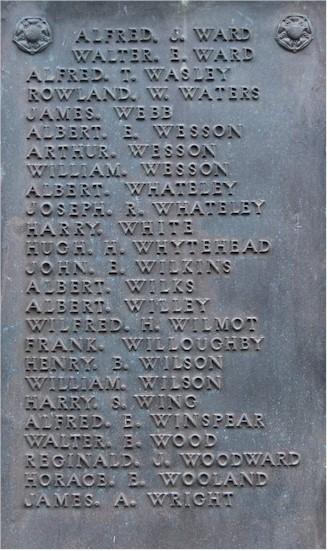 ALFRED. J. WARD
WALTER. E. WARD
ALFRED. T. WASLEY
ROWLAND. W. WATERS
JAMES. WEBB
ALBERT. E. WESSON
ARTHUR. WESSON
WILLIAM. WESSON
ALBERT. WHATELEY
JOSEPH. R. WHATELEY
HARRY. WHITE
HUGH. H. WHYTEHEAD
JOHN. E. WILKINS
ALBERT. WILKS
ALBERT. WILLEY
WILFRED. H. WILMOT
FRANK. WILLOUGHBY
HENRY. B. WILSON
WILLIAM. WILSON
HARRY. S. WING
ALFRED. E. WINSPEAR
WALTER. E. WOOD
REGINALD. J. WOODWARD
HORACE. E. WOOLAND
JAMES. A. WRIGHT